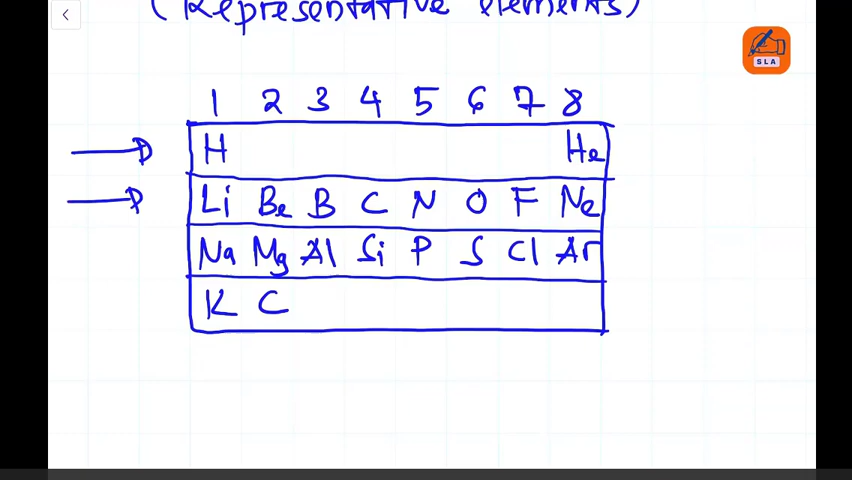 (Representative elements)
SLA
1 2 3 4 5 6 7 8
H He
Li Be B C N O F Ne
Na Mg Al Si P S Cl Ar
K C